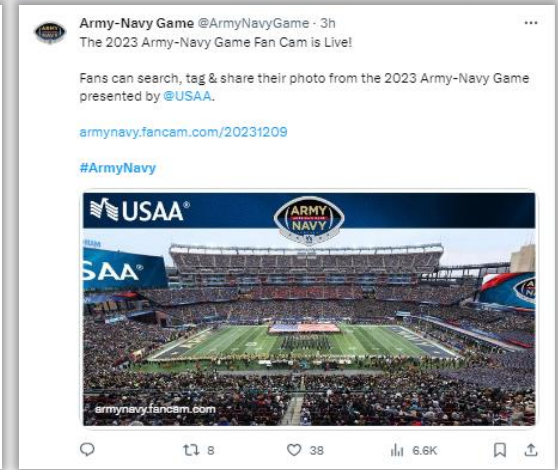 Army-Navy Game @ArmyNavyGame · 3h
The 2023 Army-Navy Game Fan Cam is Live!
Fans can search, tag & share their photo from the 2023 Army-Navy Game
presented by @USAA.
armynavy.fancam.com/20231209
#ArmyNavy
USAA®
ARMY
NAVY
SAA®
armynavy.fancam.com
8 38 6.6K